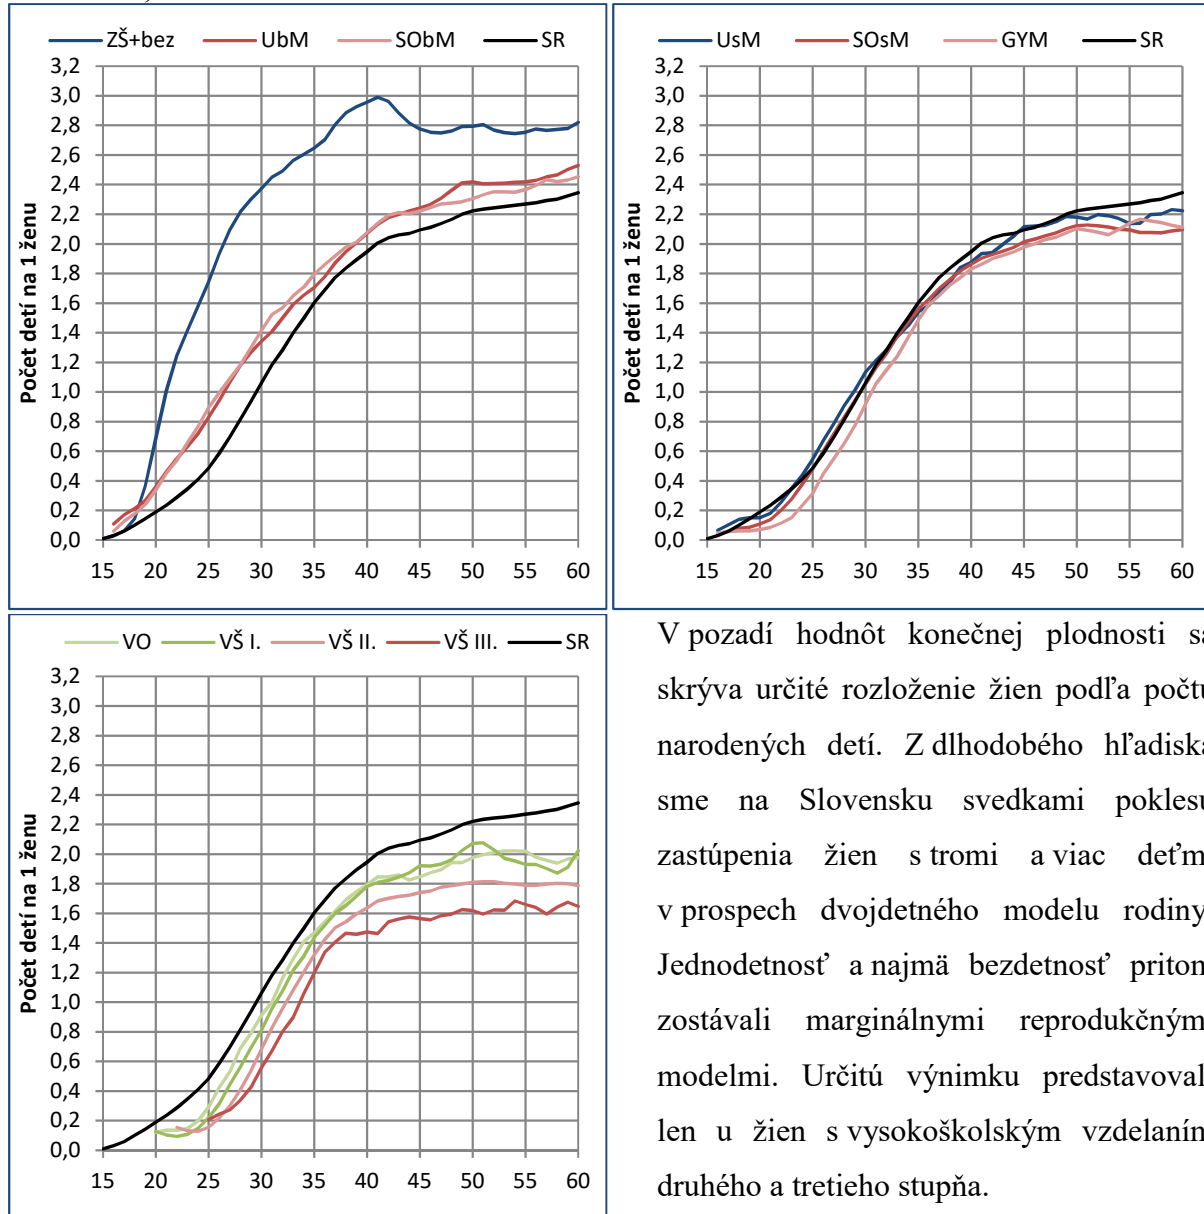 ZŠ+bez UbM SObM SR
Počet detí na 1 ženu
3,2
3,0
2,8
2,6
2,4
2,2
2,0
1,8
1,6
1,4
1,2
1,0
0,8
0,6
0,4
0,2
0,0
15 20 25 30 35 40 45 50 55 60
UsM SOsM GYM SR
Počet detí na 1 ženu
3,2
3,0
2,8
2,6
2,4
2,2
2,0
1,8
1,6
1,4
1,2
1,0
0,8
0,6
0,4
0,2
0,0
15 20 25 30 35 40 45 50 55 60
VO VŠ I. VŠ II. VŠ III. SR
Počet detí na 1 ženu
3,2
3,0
2,8
2,6
2,4
2,2
2,0
1,8
1,6
1,4
1,2
1,0
0,8
0,6
0,4
0,2
0,0
15 20 25 30 35 40 45 50 55 60
V pozadí hodnôt konečnej plodnosti sa
skrýva určité rozloženie žien podľa počtu
narodených detí. Z dlhodobého hľadiska
sme na Slovensku svedkami poklesu
zastúpenia žien s tromi a viac deťm
v prospech dvojdetného modelu rodiny
Jednodetnosť a najmä bezdetnosť priton
zostávali marginálnymi reprodukčným
modelmi. Určitú výnimku predstavoval
len u žien s vysokoškolským vzdelaním
druhého a tretieho stupňa.